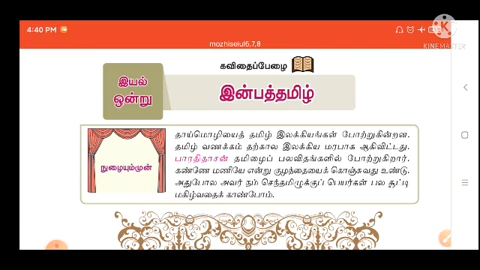 4:40 PM
mozhiselul6,7,8
KINEMASTER
கவிதைப்பேழை
இயல்
ஒன்று
இன்பத்தமிழ்
நுழையும்முன்
தாய்மொழியைத் தமிழ் இலக்கியங்கள் போற்றுகின்றன.
தமிழ் வணக்கம் தற்கால இலக்கிய மரபாக ஆகிவிட்டது.
பாரதிதாசன் தமிழைப் பலவிதங்களில் போற்றுகிறார்.
கண்ணே மணியே என்று குழந்தையைக் கொஞ்சுவது உண்டு.
அதுபோல அவர் நம் செந்தமிழுக்குப் பெயர்கள் பல சூட்டி
மகிழ்வதைக் காண்போம்.